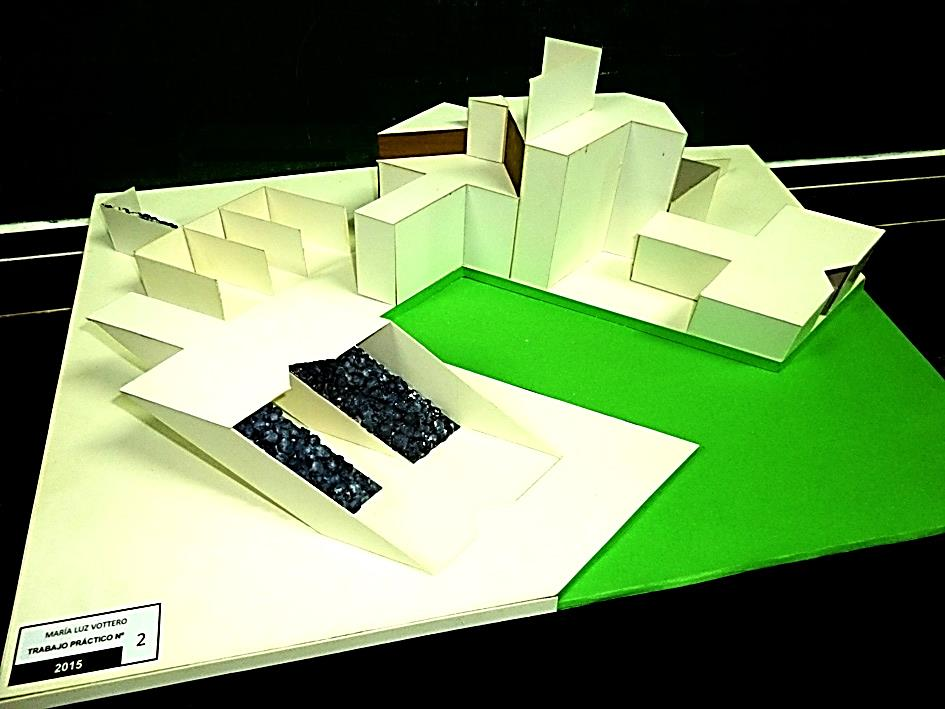 MARÍA LUZ VOTTERO
TRABAJO PRÁCTICO Nº 2
2015